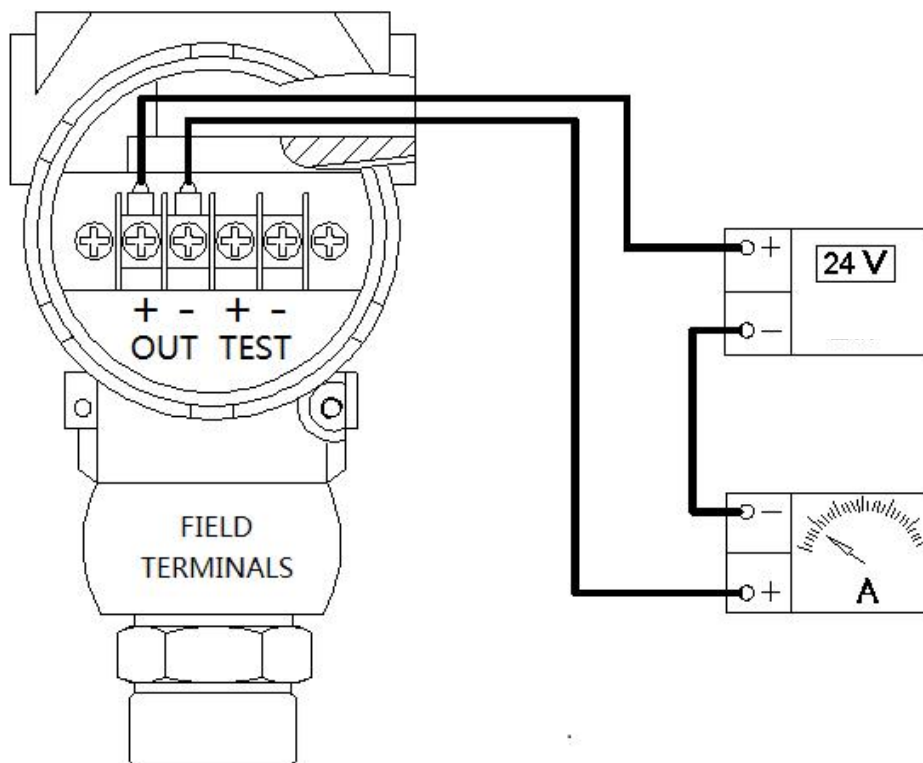 + - + -
OUT TEST
FIELD
TERMINALS
+
24 V
-
-
+
A